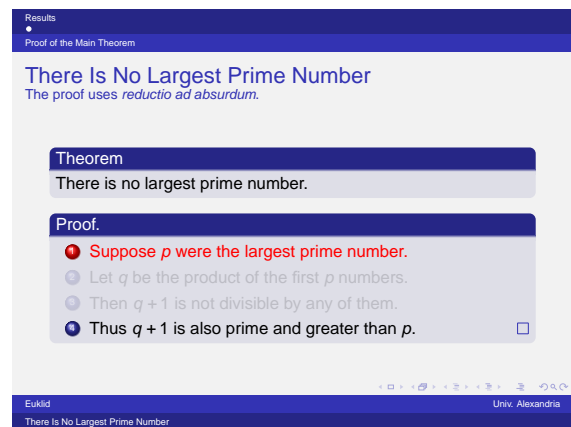 Results
Proof of the Main Theorem
There Is No Largest Prime Number
The proof uses reductio ad absurdum.
Theorem
There is no largest prime number.
Proof.
1 Suppose p were the largest prime number.
2 Let q be the product of the first p numbers.
3 Then q + 1 is not divisible by any of them.
4 Thus q + 1 is also prime and greater than p.
Euklid Univ. Alexandria
There Is No Largest Prime Number